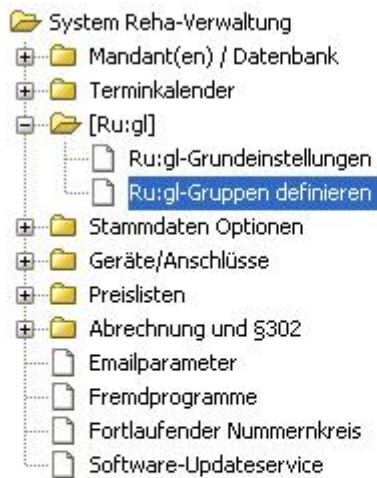 System Reha-Verwaltung
Mandant(en) / Datenbank
Terminkalender
[Ru:gl]
Ru:gl-Grundeinstellungen
Ru:gl-Gruppen definieren
Stammdaten Optionen
Geräte/Anschlüsse
Preislisten
Abrechnung und §302
Emailparameter
Fremdprogramme
Fortlaufender Nummernkreis
Software-Updateservice